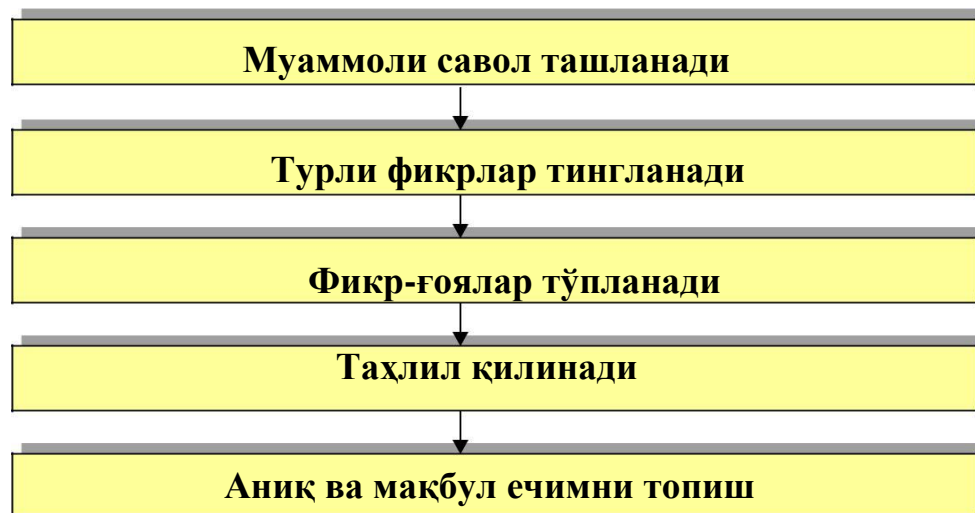 Муаммоли савол ташланади
Турли фикрлар тингланади
Фикр-ғоялар тўпланади
Таҳлил қилинади
Аниқ ва мақбул ечимни топиш